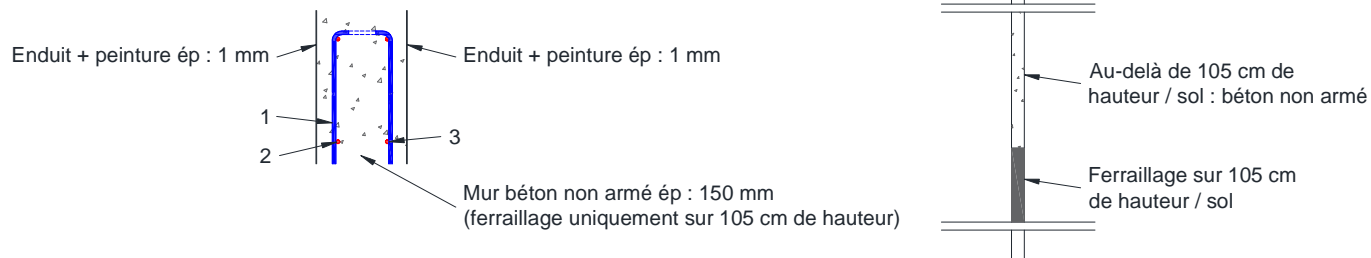 Enduit + peinture ép : 1 mm
Enduit + peinture ép : 1 mm
1
2
3
Mur béton non armé ép : 150 mm
(ferraillage uniquement sur 105 cm de hauteur)
Au-delà de 105 cm de
hauteur / sol : béton non armé
Ferraillage sur 105 cm
de hauteur / sol